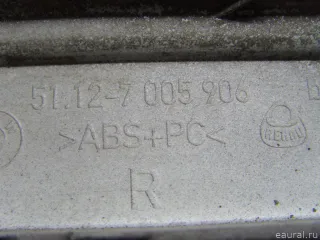 51.12-7 005 906
>ABS+PC<
R
eaural.ru